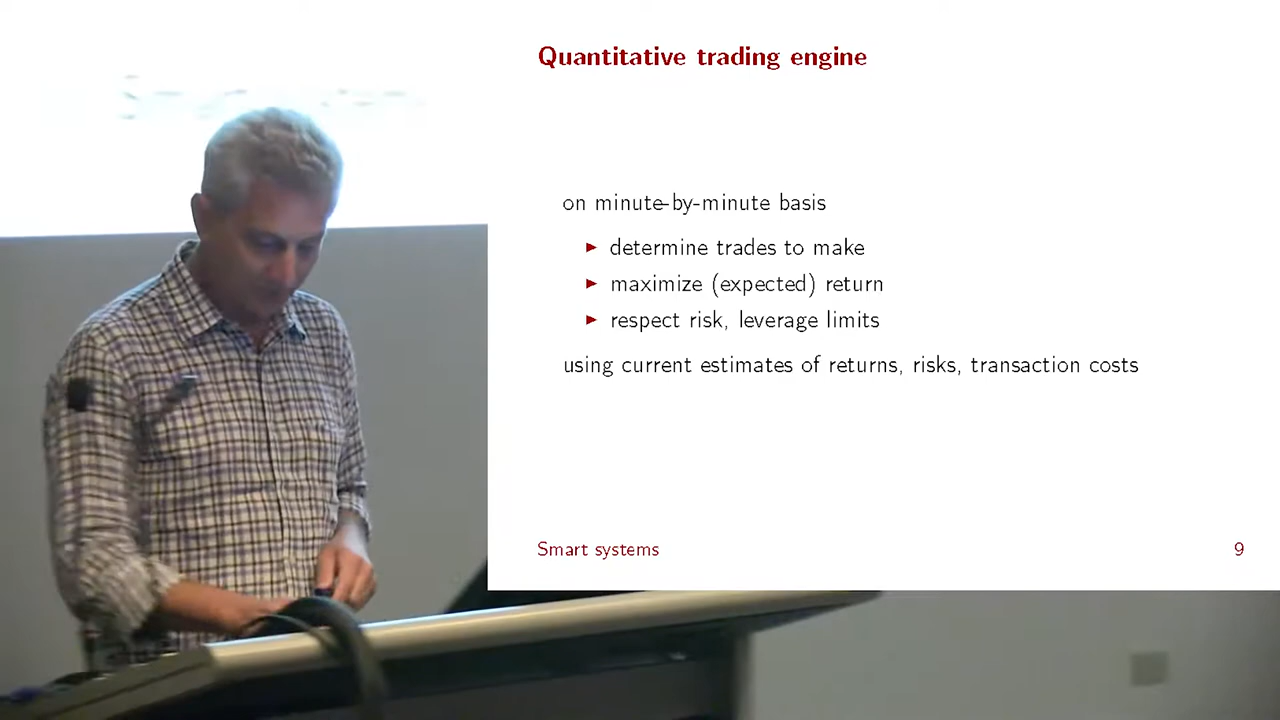 Quantitative trading engine
on minute-by-minute basis
► determine trades to make
► maximize (expected) return
► respect risk, leverage limits
using current estimates of returns, risks, transaction costs
Smart systems 9